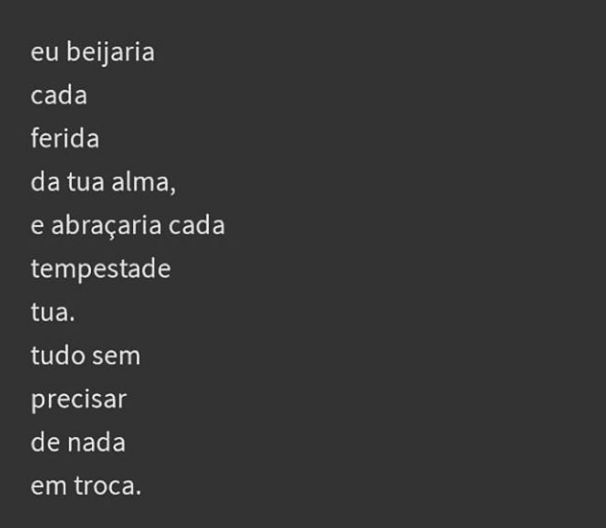 eu beijaria
cada
ferida
da tua alma,
e abraçaria cada
tempestade
tua.
tudo sem
precisar
de nada
em troca.